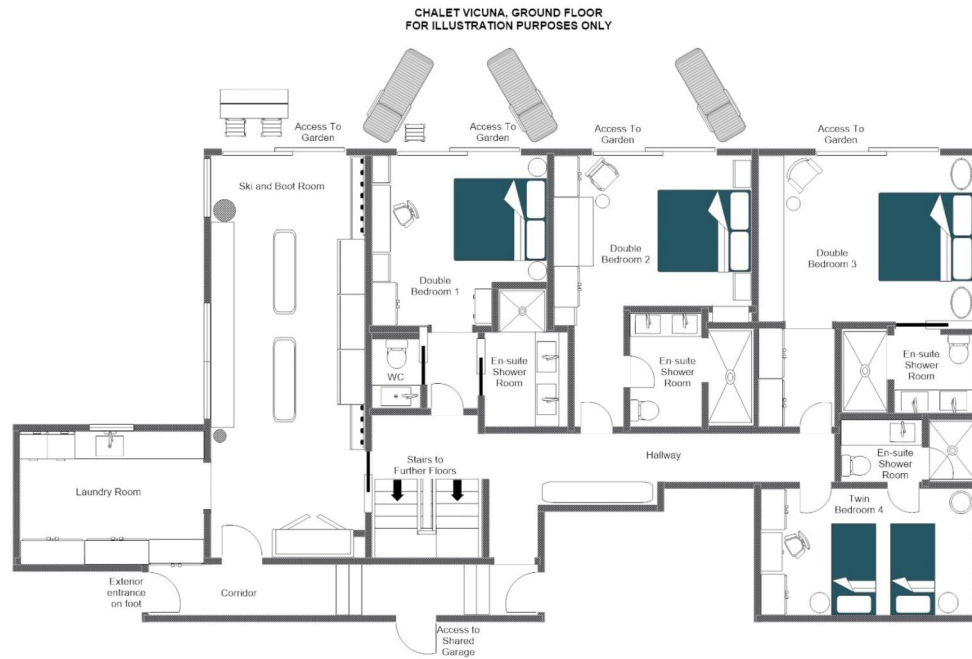 CHALET VICUNA, GROUND FLOOR
FOR ILLUSTRATION PURPOSES ONLY
Access To
Garden
Access To
Garden
Access To
Garden
Access To
Garden
Ski and Boot Room
Double
Bedroom 1
Double
Bedroom 2
Double
Bedroom 3
WC
En-suite
Shower
Room
En-suite
Shower
Room
En-suite
Shower
Room
En-suite
Shower
Room
Laundry Room
Stairs to
Further Floors
Hallway
Twin
Bedroom 4
Exterior
entrance
on foot
Corridor
Access to
Shared
Garage